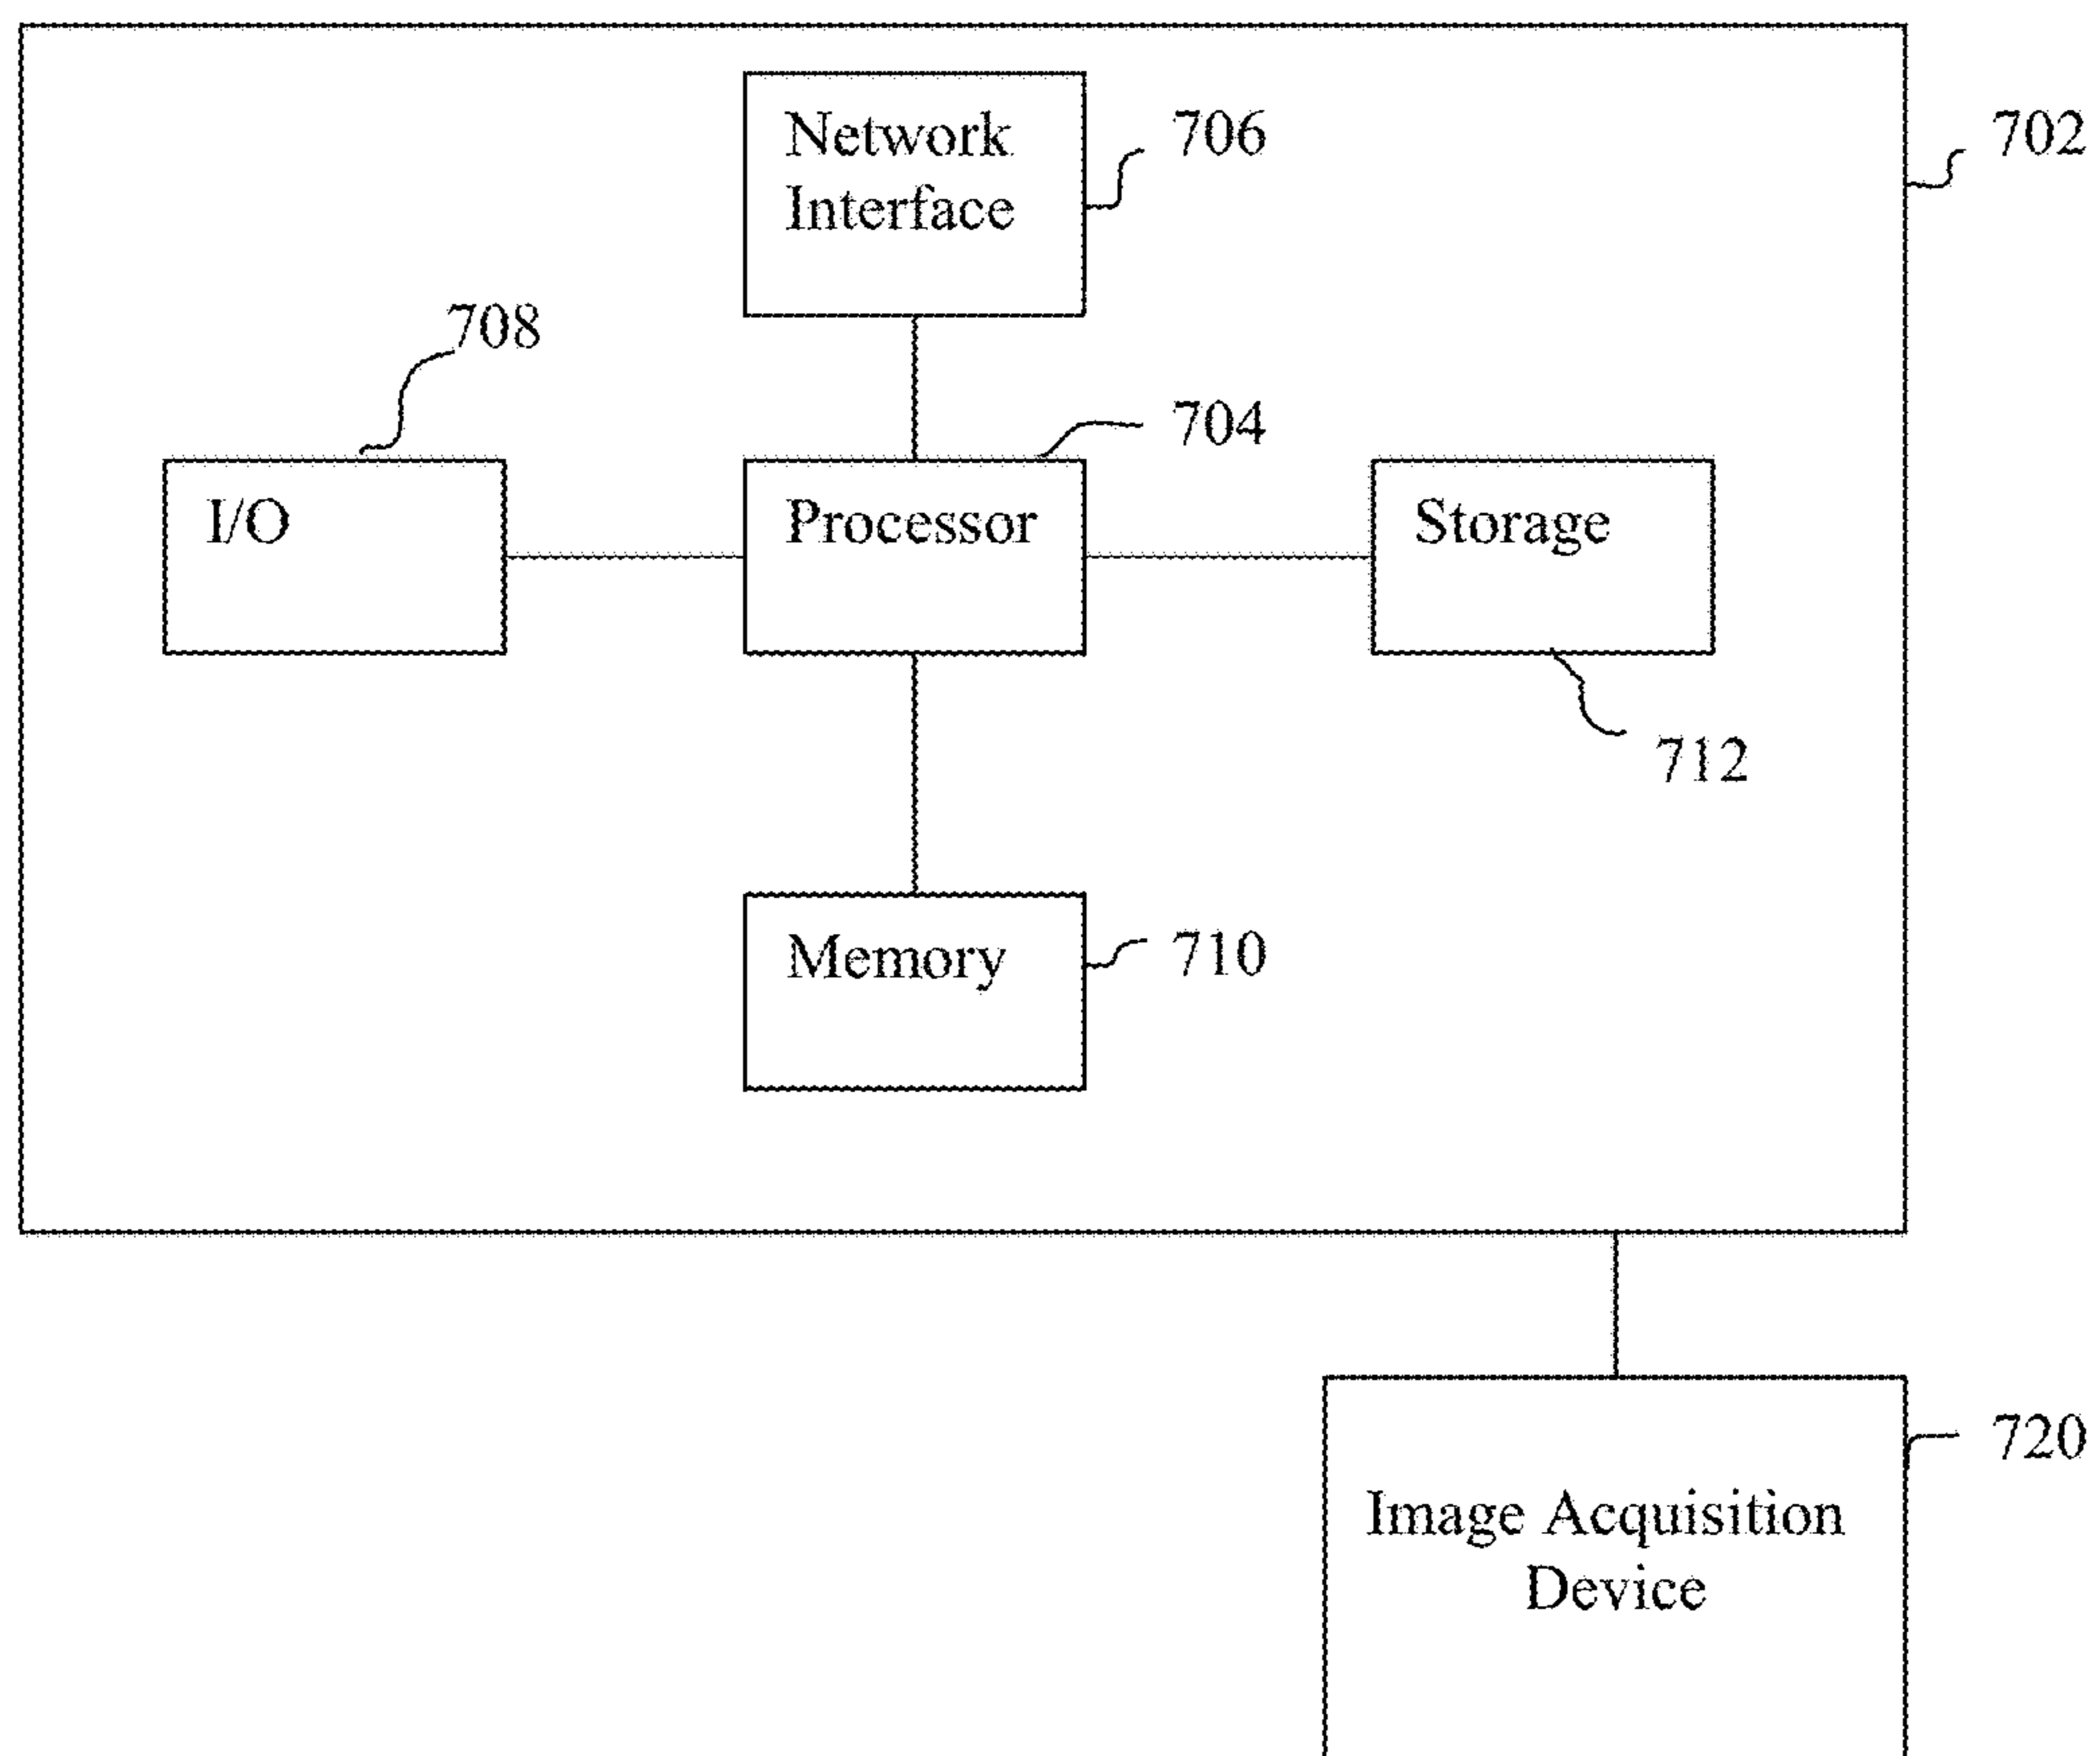 Network
Interface
706
702
708
704
I/O
Processor
Storage
712
Memory
710
720
Image Acquisition
Device